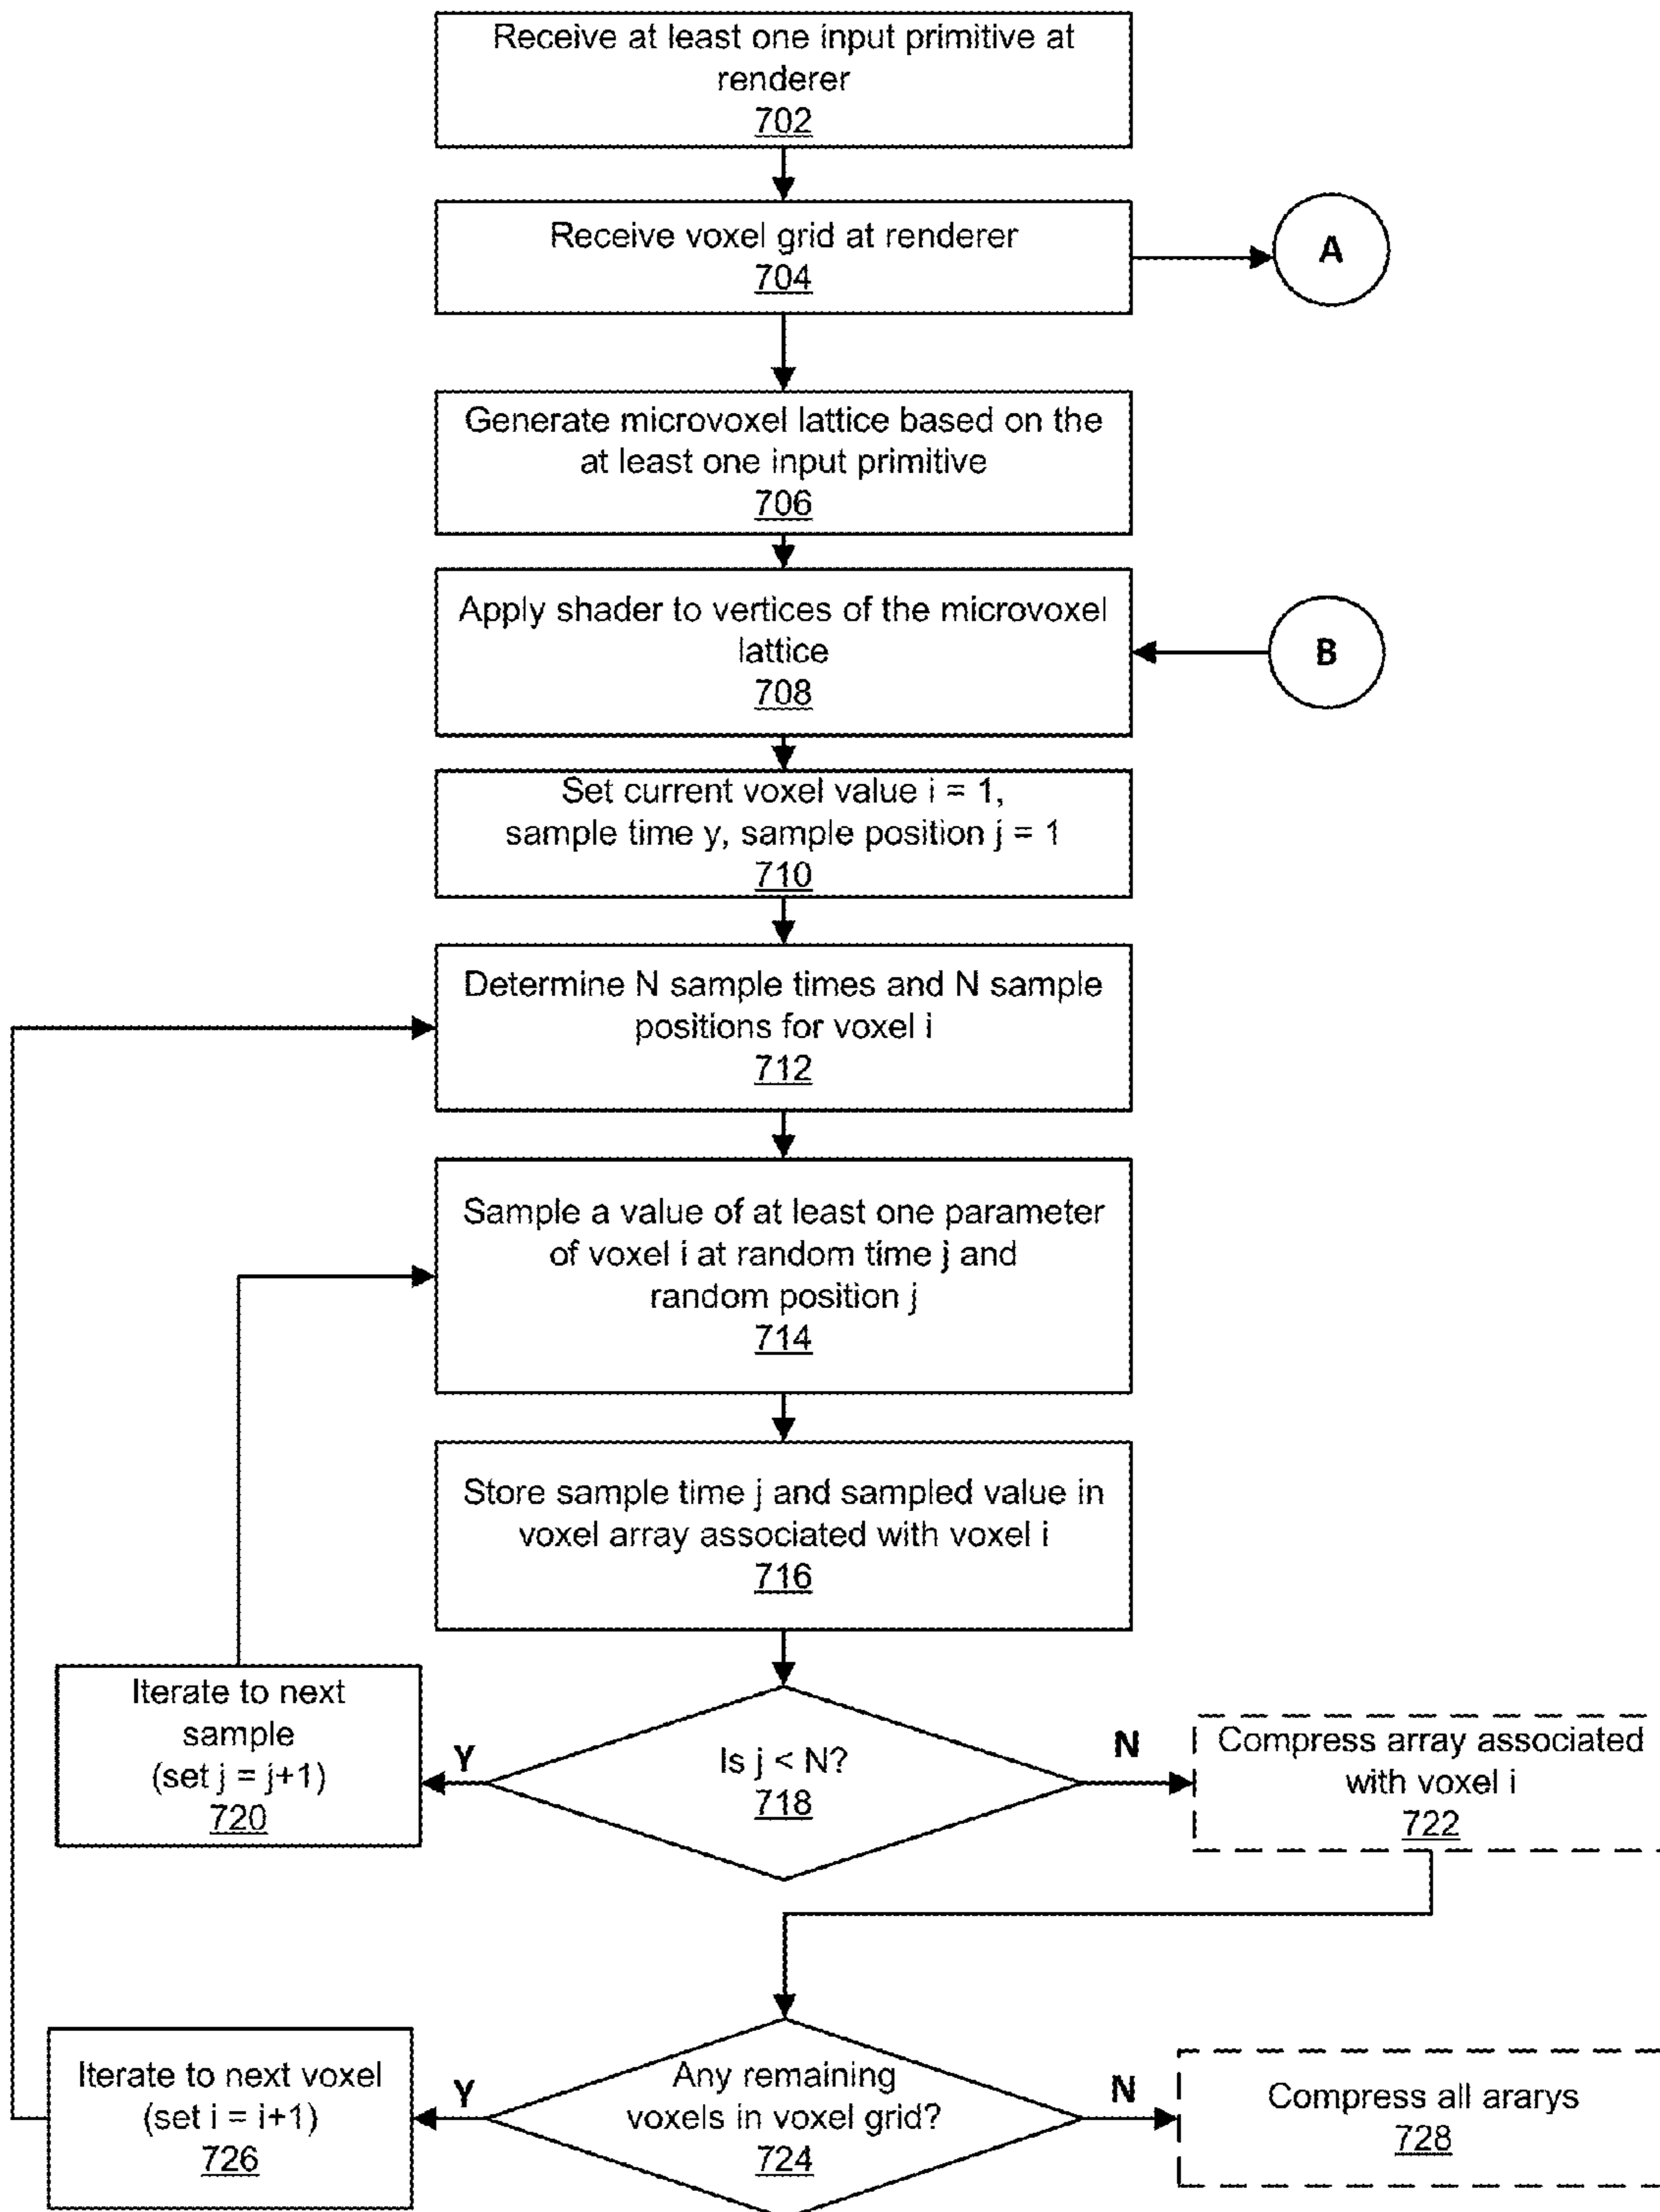 Receive at least one input primitive at
renderer
702
Receive voxel grid at renderer
704
A
Generate microvoxel lattice based on the
at least one input primitive
706
Apply shader to vertices of the microvoxel
lattice
708
B
Set current voxel value i = 1,
sample time y, sample position j = 1
710
Determine N sample times and N sample
positions for voxel i
712
Sample a value of at least one parameter
of voxel i at random time j and
random position j
714
Store sample time j and sampled value in
voxel array associated with voxel i
716
Iterate to next
sample
(set j = j+1)
720
Y
Is j < N?
718
N
Compress array associated
with voxel i
722
Iterate to next voxel
(set i = i+1)
726
Y
Any remaining
voxels in voxel grid?
724
N
Compress all ararys
728